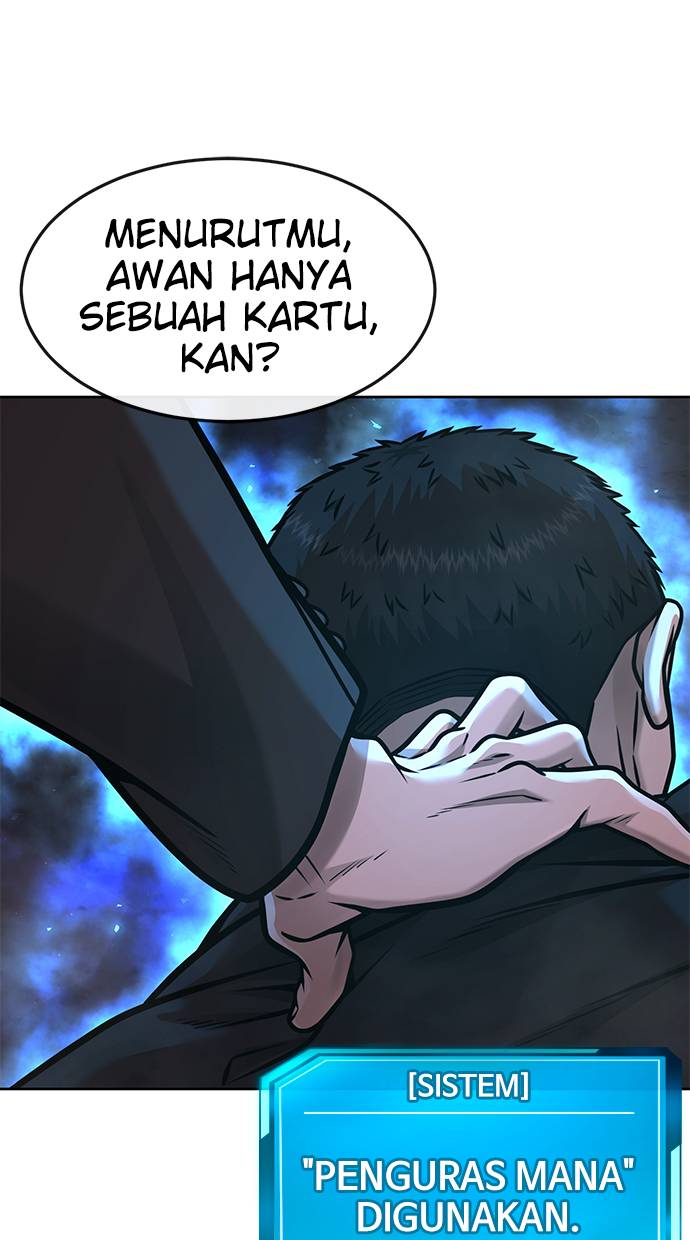 MENURUTMU,
AWAN HANYA
SEBUAH KARTU,
KAN?
[SISTEM]
"PENGURAS MANA"
DIGUNAKAN.